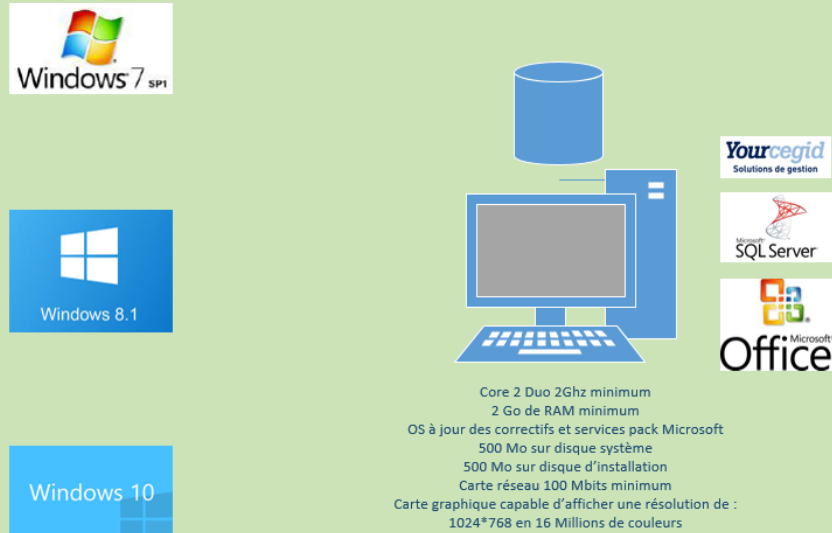 Windows 7 SP1
Windows 8.1
Windows 10
Yourcegid
Solutions de gestion
Microsoft
SQL Server
Microsoft
Office
Core 2 Duo 2Ghz minimum
2 Go de RAM minimum
OS à jour des correctifs et services pack Microsoft
500 Mo sur disque système
500 Mo sur disque d'installation
Carte réseau 100 Mbits minimum
Carte graphique capable d'afficher une résolution de :
1024*768 en 16 Millions de couleurs